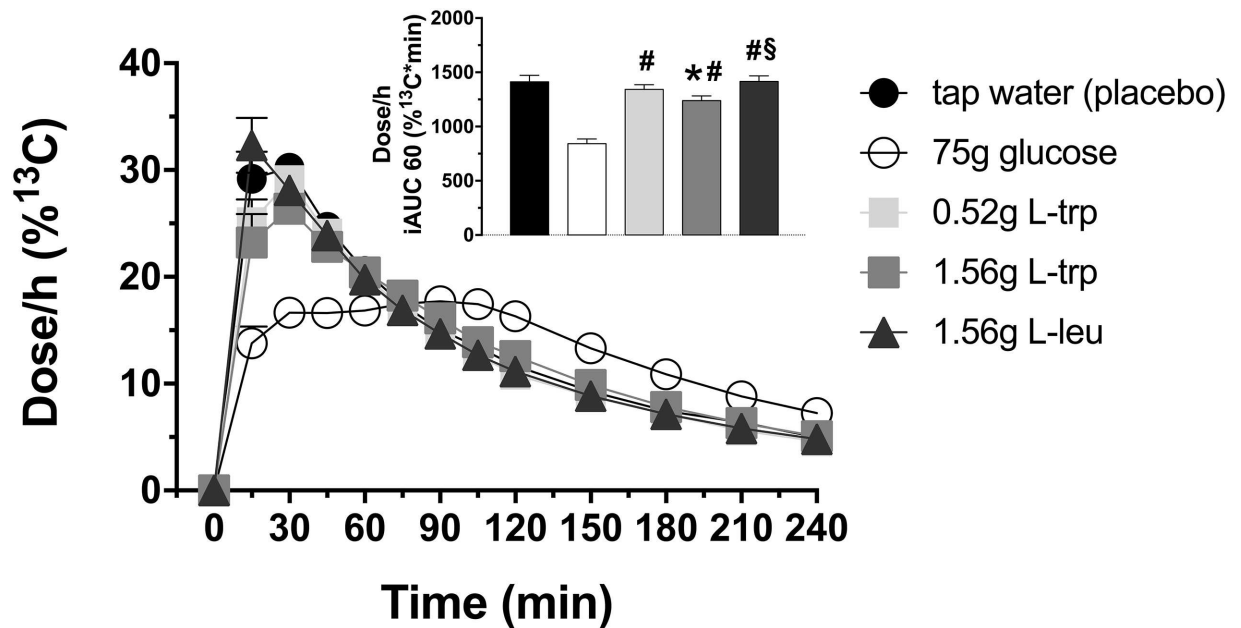 Dose/h
iAUC 60 (%¹³C*min)
2000
1500
1000
500
0
#
*#
#§
Dose/h (%¹³C)
40
30
20
10
0
0 30 60 90 120 150 180 210 240
Time (min)
tap water (placebo)
75g glucose
0.52g L-trp
1.56g L-trp
1.56g L-leu